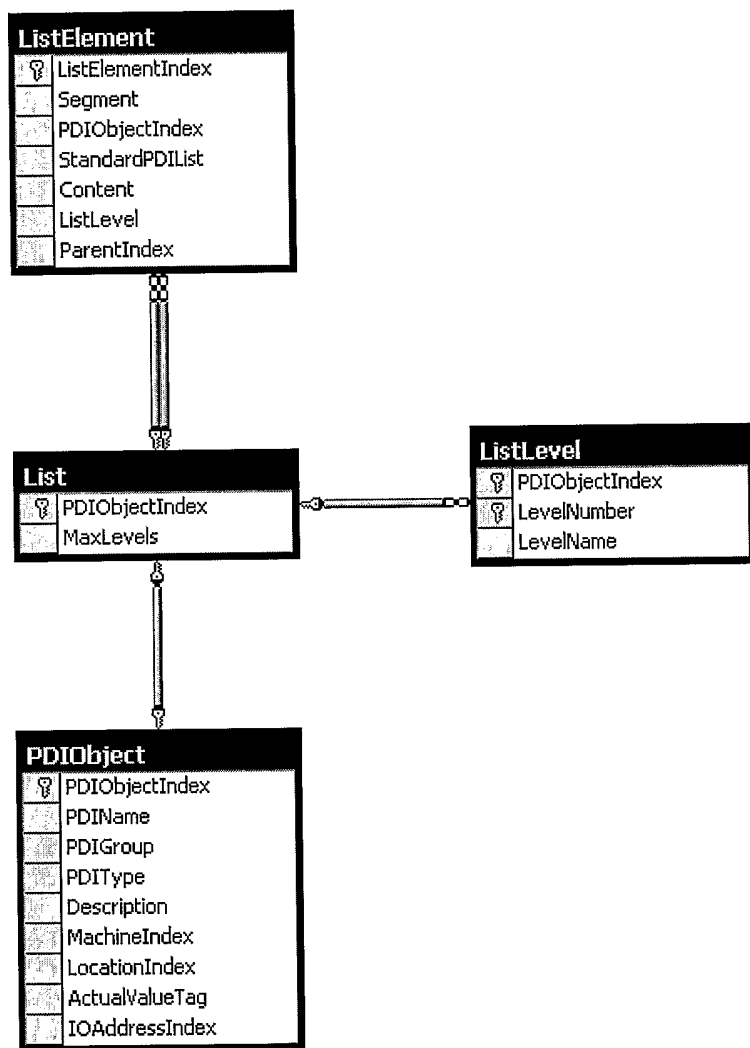 ListElement
ListElementIndex
Segment
PDIObjectIndex
StandardPDIList
Content
ListLevel
ParentIndex
List
PDIObjectIndex
MaxLevels
ListLevel
PDIObjectIndex
LevelNumber
LevelName
PDIObject
PDIObjectIndex
PDIName
PDIGroup
PDIType
Description
MachineIndex
LocationIndex
ActualValueTag
IOAddressIndex